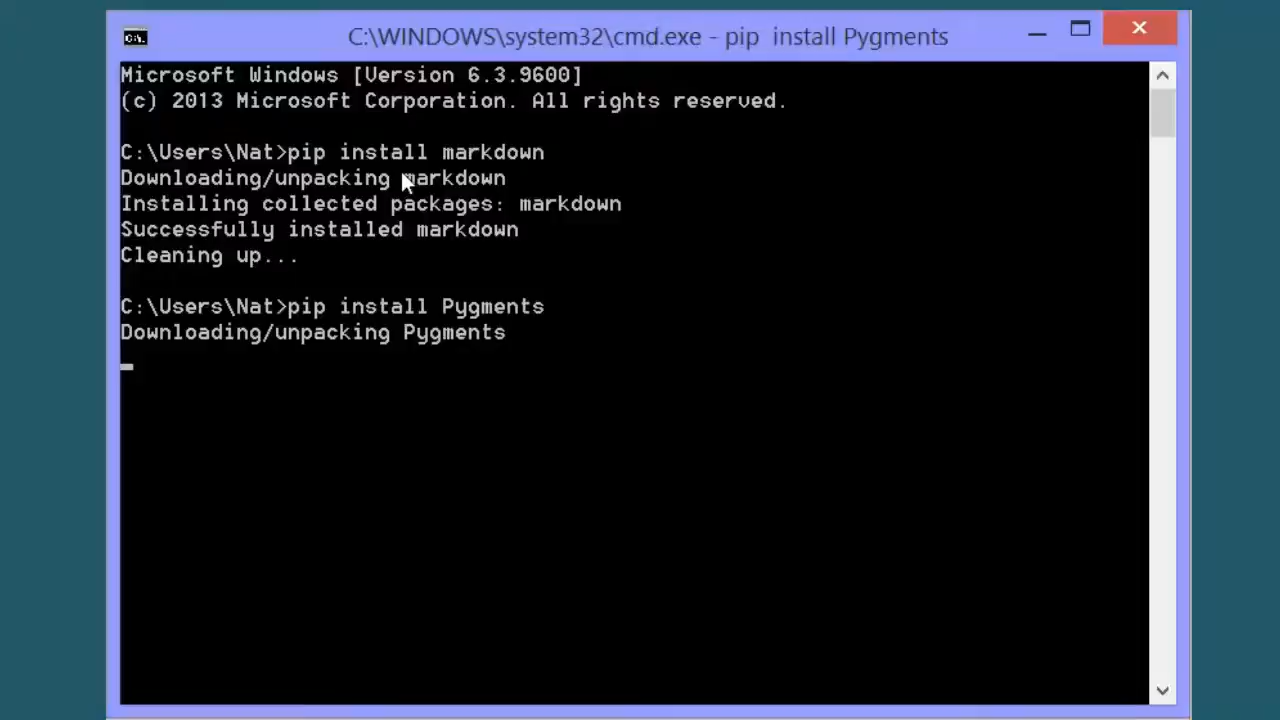 C:\WINDOWS\system32\cmd.exe - pip  install Pygments
Microsoft Windows [Version 6.3.9600]
(c) 2013 Microsoft Corporation. All rights reserved.
C:\Users\Nat>pip install markdown
Downloading/unpacking markdown
Installing collected packages: markdown
Successfully installed markdown
Cleaning up...
C:\Users\Nat>pip install Pygments
Downloading/unpacking Pygments